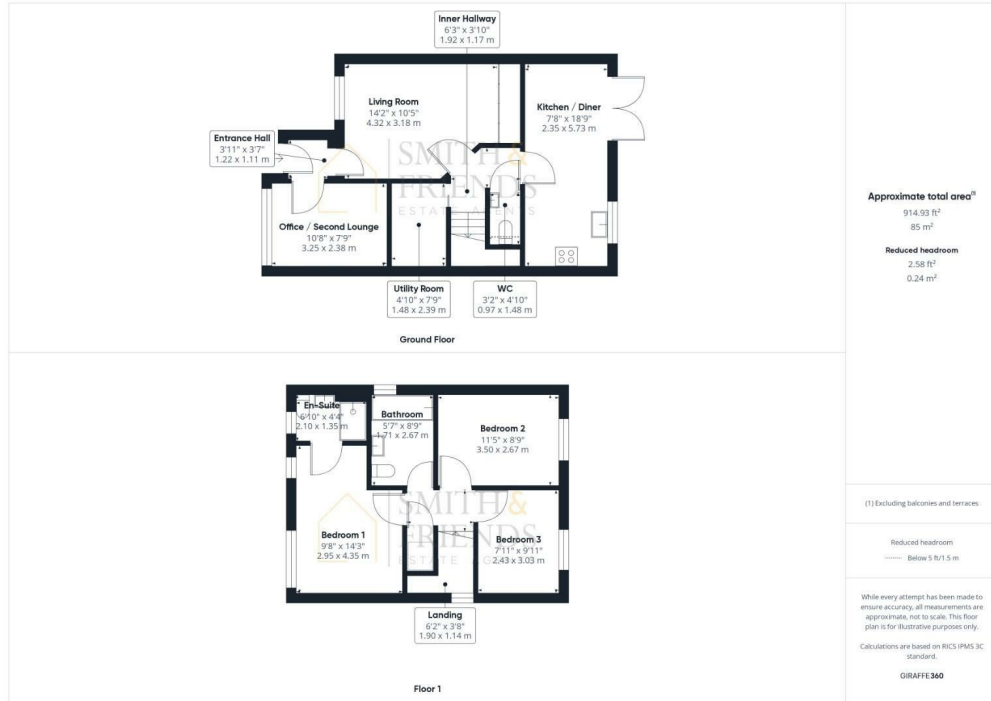 Inner Hallway
6'3" x 3'10"
1.92 x 1.17 m
Living Room
14'2" x 10'5"
4.32 x 3.18 m
Kitchen / Diner
7'8" x 18'9"
2.35 x 5.73 m
Entrance Hall
3'11" x 3'7"
1.22 x 1.11 m
SMITH &
FRIENDS
ESTATE AGENTS
Office / Second Lounge
10'8" x 7'9"
3.25 x 2.38 m
Utility Room
4'10" x 7'9"
1.48 x 2.39 m
WC
3'2" x 4'10"
0.97 x 1.48 m
Ground Floor
En-Suite
6'10" x 4'4"
2.10 x 1.35 m
Bathroom
5'7" x 8'9"
1.71 x 2.67 m
Bedroom 2
11'5" x 8'9"
3.50 x 2.67 m
SMITH &
FRIENDS
ESTATE AG
Bedroom 1
9'8" x 14'3"
2.95 x 4.35 m
Bedroom 3
7'11" x 9'11"
2.43 x 3.03 m
Landing
6'2" x 3'8"
1.90 x 1.14 m
Floor 1
Approximate total area(1)
914.93 ft²
85 m²
Reduced headroom
2.58 ft²
0.24 m²
(1) Excluding balconies and terraces
Reduced headroom
Below 5 ft/1.5 m
While every attempt has been made to
ensure accuracy, all measurements are
approximate, not to scale. This floor
plan is for illustrative purposes only.
Calculations are based on RICS IPMS 3C
standard.
GIRAFFE360